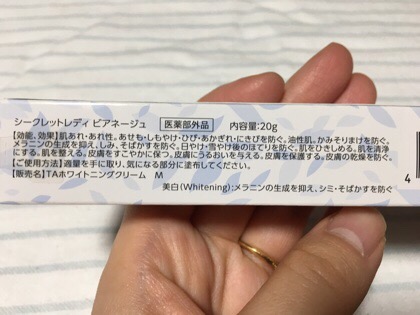 シークレットレディ ピアネージュ 医薬部外品 内容量:20g
【効能、効果】肌あれ・あれ性。あせも・しもやけ・ひび・あかぎれ・にきびを防ぐ。油性肌。かみそりまけを防ぐ。
メラニンの生成を抑え、しみ、そばかすを防ぐ。日やけ・雪やけ後のほてりを防ぐ。肌をひきしめる。肌を清浄
にする。肌を整える。皮膚をすこやかに保つ。皮膚にうるおいを与える。皮膚を保護する。皮膚の乾燥を防ぐ。
【ご使用方法】適量を手に取り、気になる部分に塗布してください。
【販売名】TAホワイトニングクリーム M
美白(Whitening):メラニンの生成を抑え、シミ・そばかすを防ぐ
4